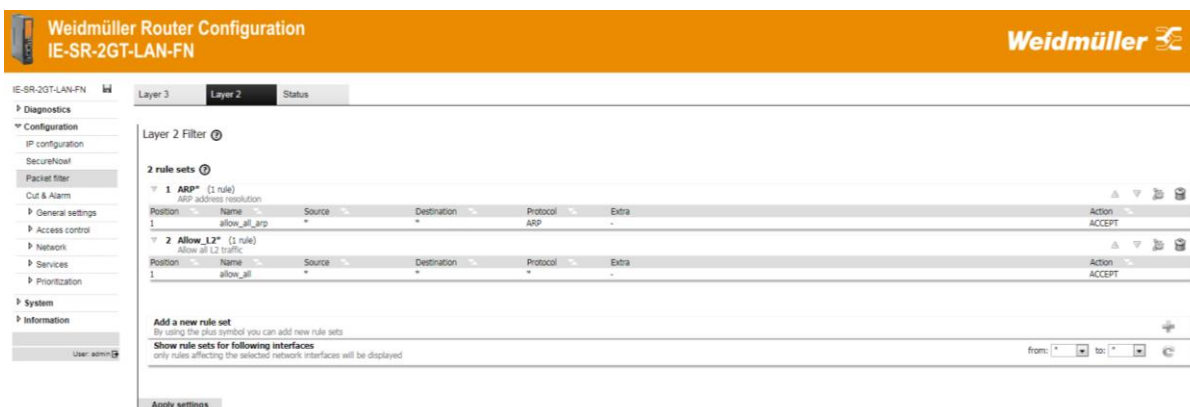 Weidmüller Router Configuration
IE-SR-2GT-LAN-FN
Weidmüller
IE-SR-2GT-LAN-FN
Diagnostics
Configuration
IP configuration
SecureNow!
Packet filter
Cut & Alarm
General settings
Access control
Network
Services
Prioritization
System
Information
User: admin
Layer 3 Layer 2 Status
Layer 2 Filter ?
2 rule sets ?
1 ARP* (1 rule)
ARP address resolution
Position Name Source Destination Protocol Extra Action
1 allow_all_arp * * ARP - ACCEPT
2 Allow_L2* (1 rule)
Allow all L2 traffic
Position Name Source Destination Protocol Extra Action
1 allow_all * * * - ACCEPT
Add a new rule set
By using the plus symbol you can add new rule sets
Show rule sets for following interfaces
only rules affecting the selected network interfaces will be displayed
from: * to: *
Apply settings